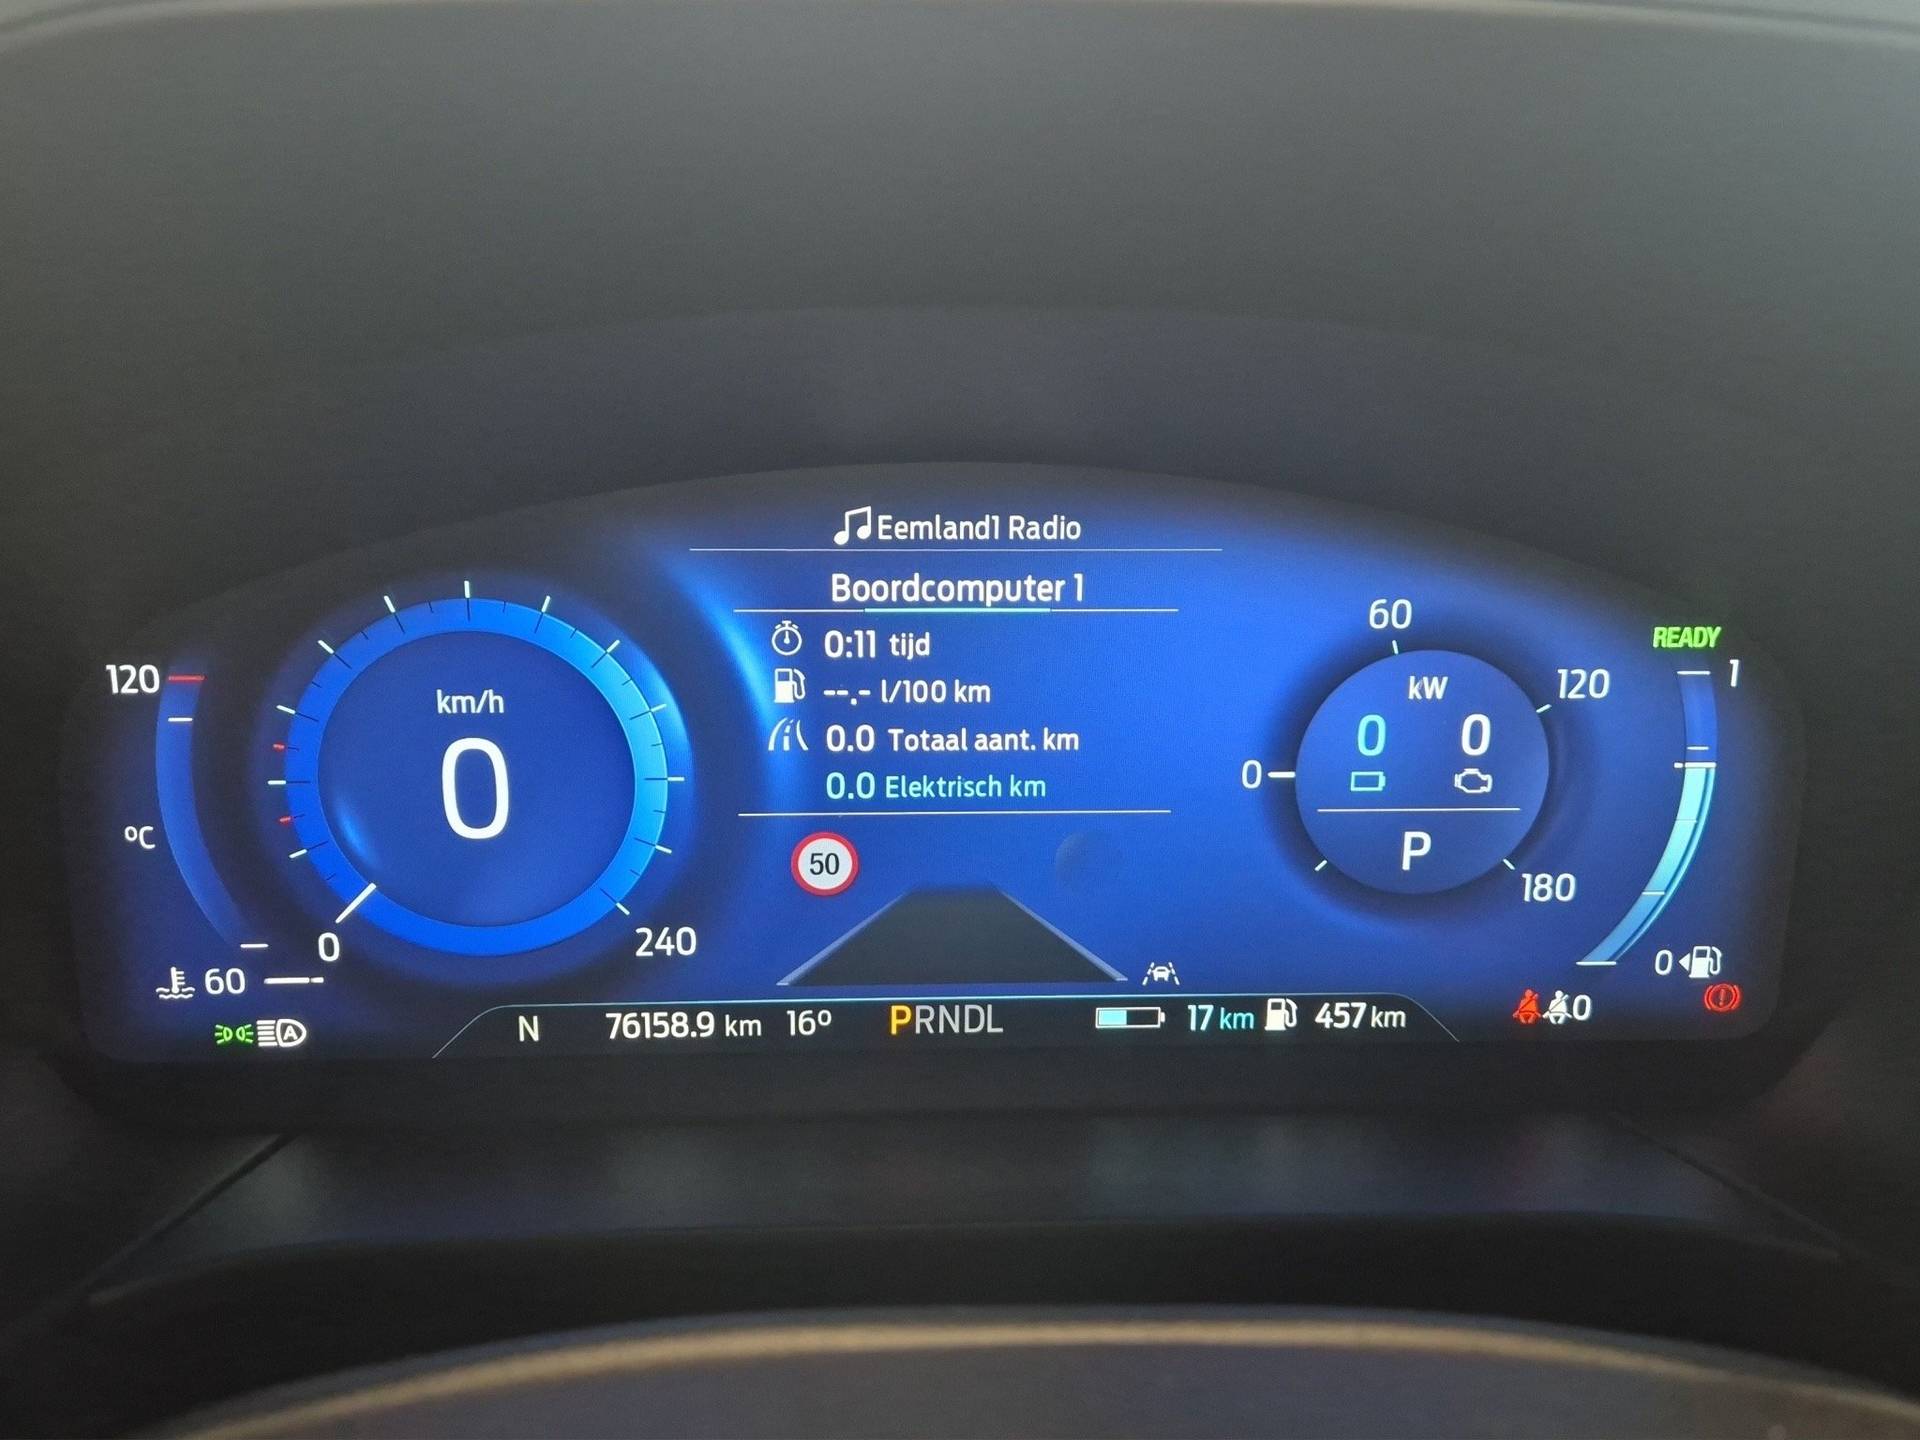 Eemland1 Radio
Boordcomputer 1
0:11 tijd
--.- l/100 km
0.0 Totaal aant. km
0.0 Elektrisch km
120
ºC
60
km/h
0
0
240
50
60
kW
120
0
0
0
P
180
READY
1
0
A
N
76158.9 km
16º
PRNDL
17 km
457 km
0